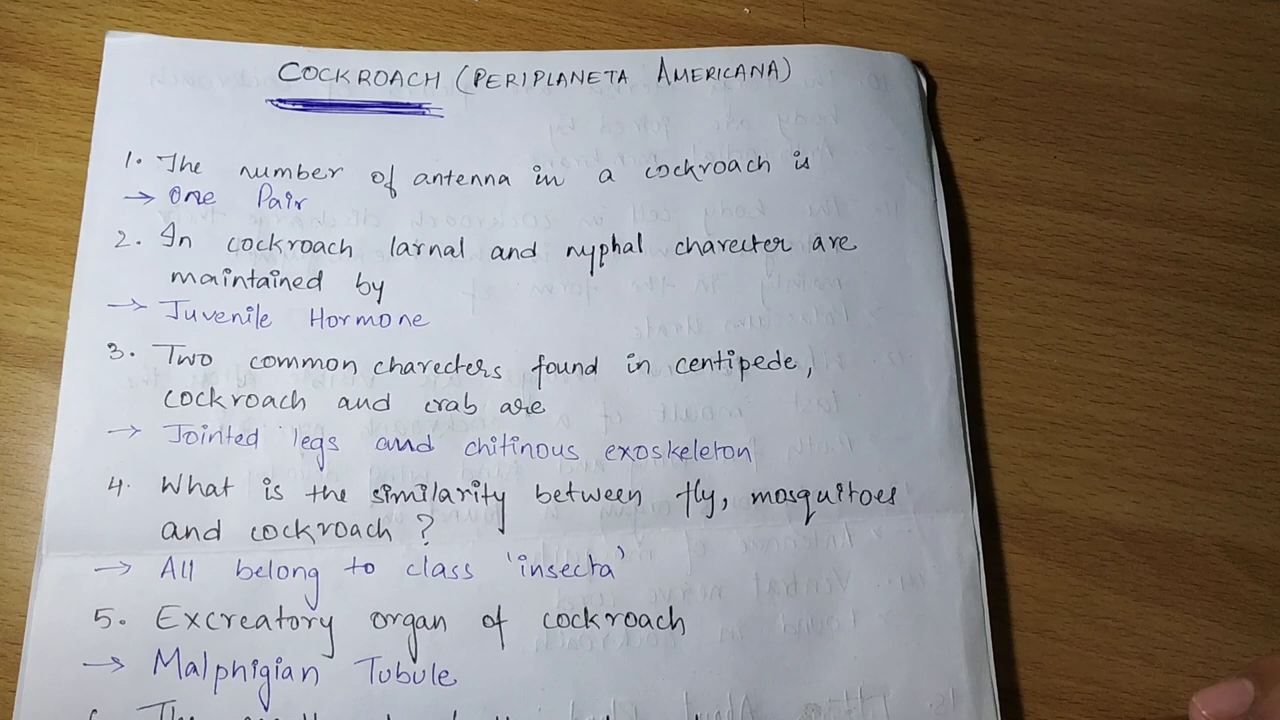 COCKROACH (PERIPLANETA AMERICANA)
1. The number of antenna in a cockroach is
→ One Pair
2. In cockroach larnal and nyphal charecter are
maintained by
→ Juvenile Hormone
3. Two common charecters found in centipede,
cockroach and crab are
→ Jointed legs and chitinous exoskeleton
4. What is the similarity between fly, mosquitoes
and cockroach ?
→ All belong to class 'insecta'
5. Excreatory organ of cockroach
→ Malphigian Tubule